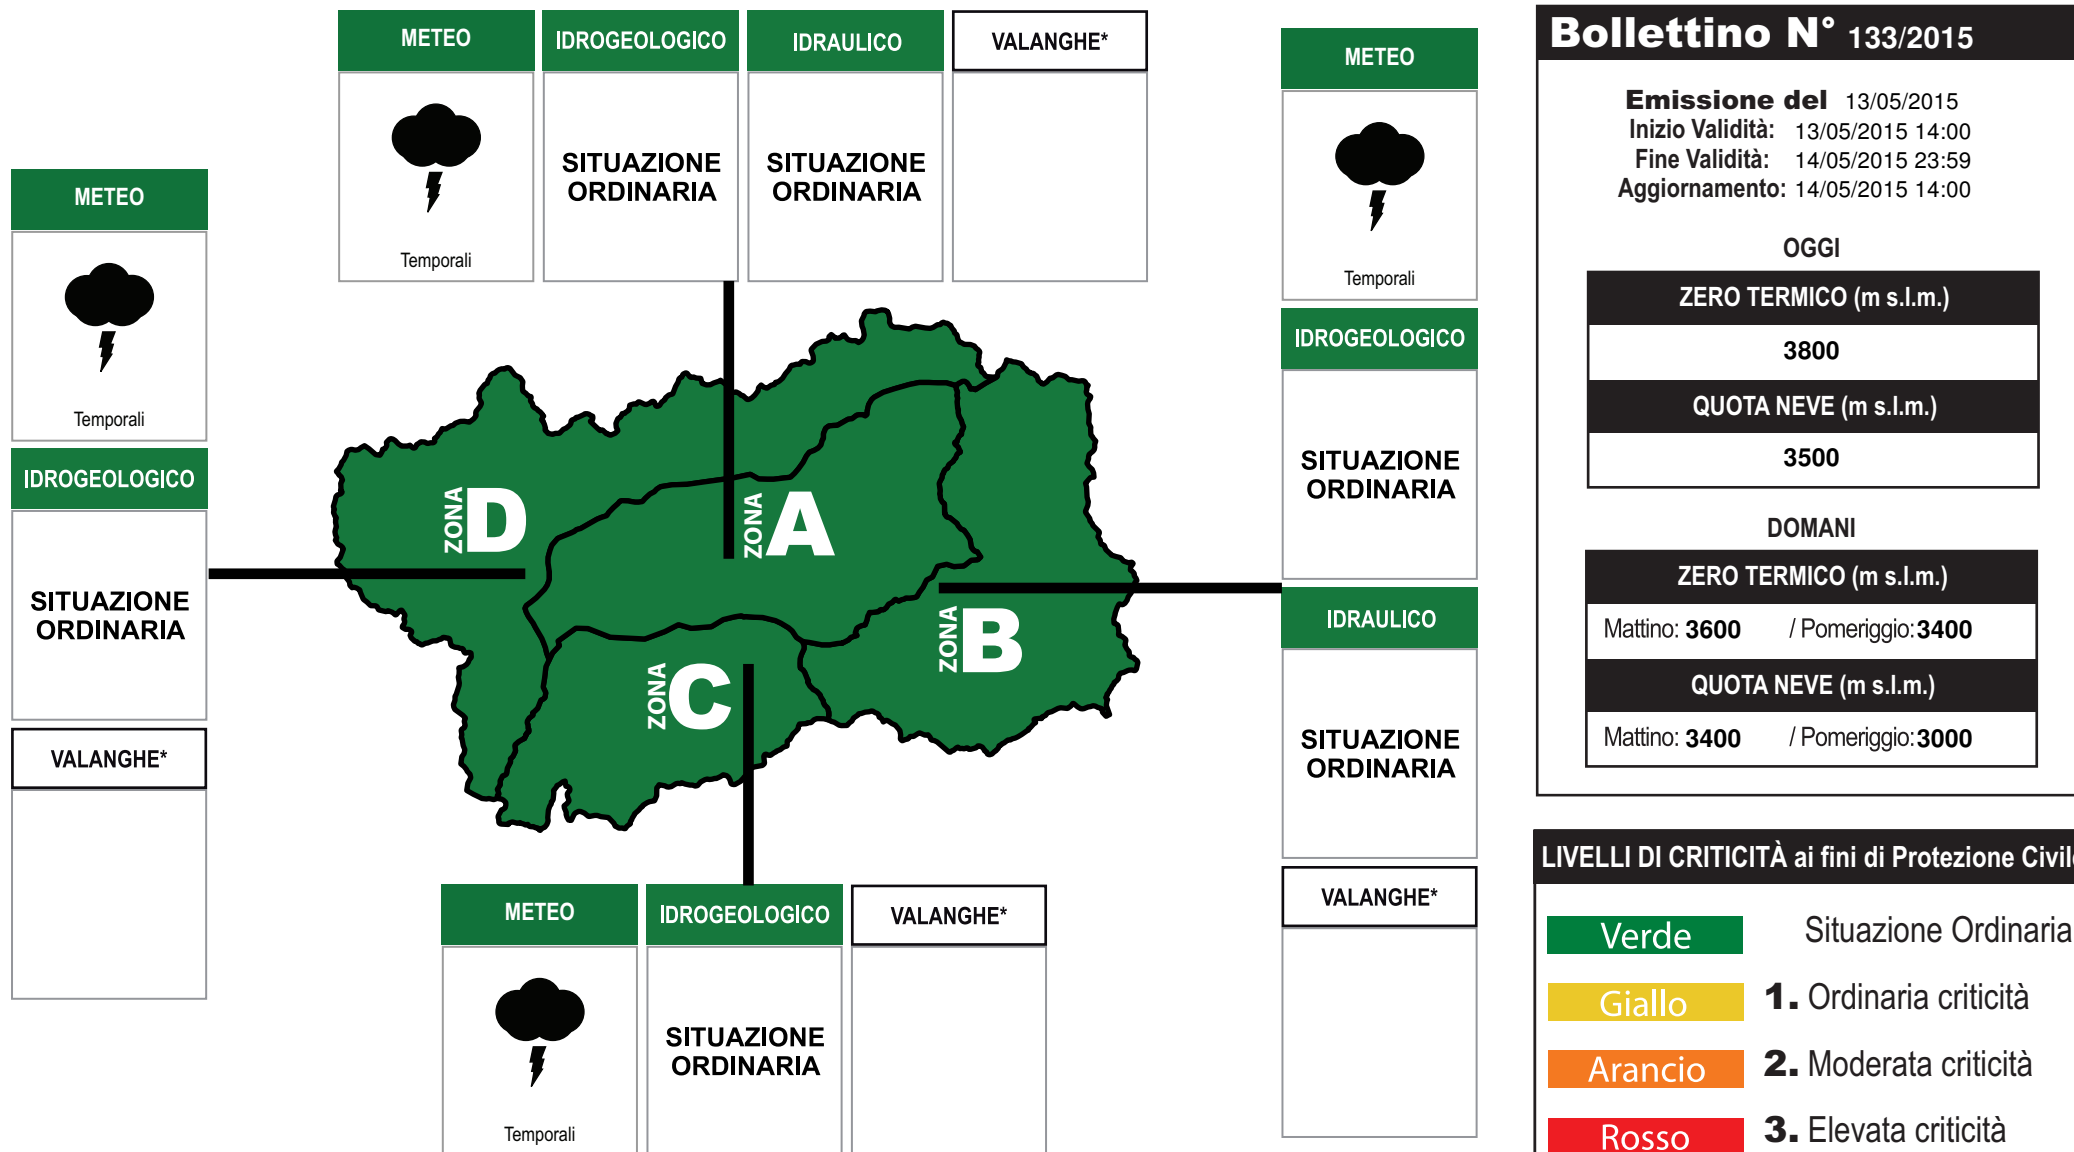 METEO IDROGEOLOGICO IDRAULICO VALANGHE*
Temporali
SITUAZIONE
ORDINARIA
SITUAZIONE
ORDINARIA
METEO
Temporali
IDROGEOLOGICO
SITUAZIONE
ORDINARIA
VALANGHE*
METEO
Temporali
IDROGEOLOGICO
SITUAZIONE
ORDINARIA
IDRAULICO
SITUAZIONE
ORDINARIA
VALANGHE*
ZONA D
ZONA A
ZONA B
ZONA C
METEO IDROGEOLOGICO VALANGHE*
Temporali
SITUAZIONE
ORDINARIA
Bollettino N° 133/2015
Emissione del 13/05/2015
Inizio Validità: 13/05/2015 14:00
Fine Validità: 14/05/2015 23:59
Aggiornamento: 14/05/2015 14:00
OGGI
ZERO TERMICO (m s.l.m.)
3800
QUOTA NEVE (m s.l.m.)
3500
DOMANI
ZERO TERMICO (m s.l.m.)
Mattino: 3600 / Pomeriggio: 3400
QUOTA NEVE (m s.l.m.)
Mattino: 3400 / Pomeriggio: 3000
LIVELLI DI CRITICITÀ ai fini di Protezione Civile
Verde Situazione Ordinaria
Giallo 1. Ordinaria criticità
Arancio 2. Moderata criticità
Rosso 3. Elevata criticità